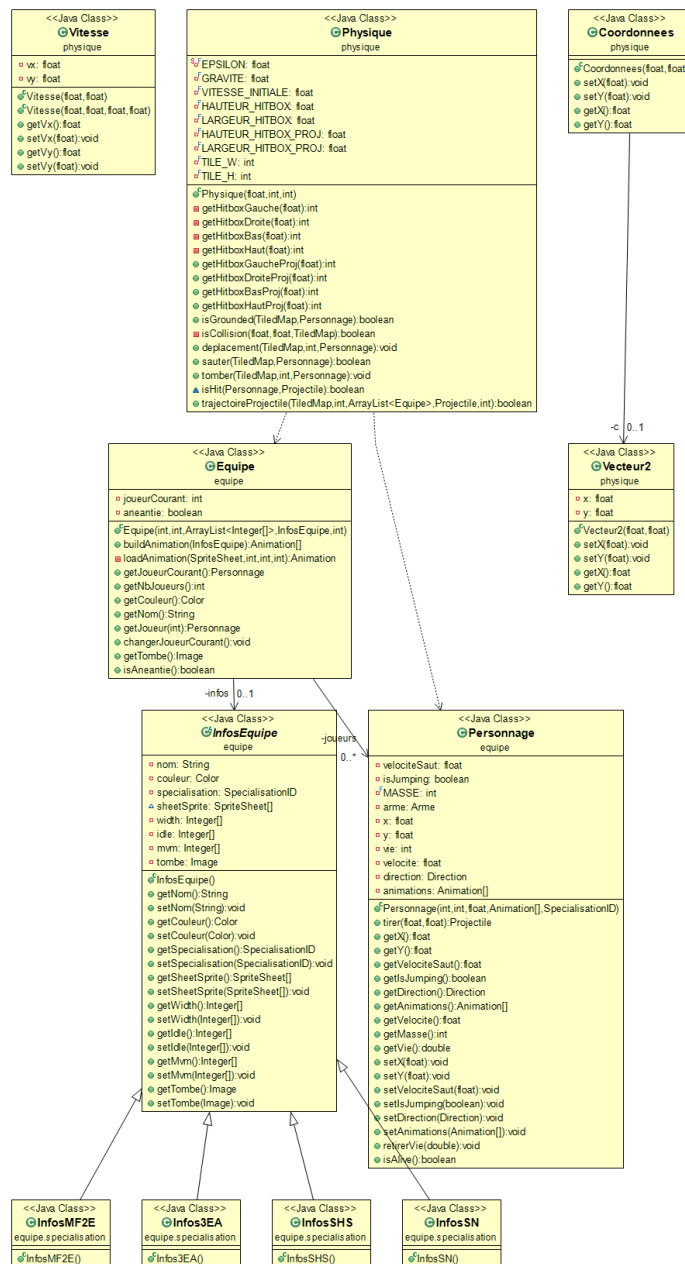 <<Java Class>>
Vitesse
physique
vx: float
vy: float
Vitesse(float,float)
Vitesse(float,float,float,float)
getVx():float
setVx(float):void
getVy():float
setVy(float):void
<<Java Class>>
Physique
physique
EPSILON: float
GRAVITE: float
VITESSE_INITIALE: float
HAUTEUR_HITBOX: float
LARGEUR_HITBOX: float
HAUTEUR_HITBOX_PROJ: float
LARGEUR_HITBOX_PROJ: float
TILE_W: int
TILE_H: int
Physique(float,int,int)
getHitboxGauche(float):int
getHitboxDroite(float):int
getHitboxBas(float):int
getHitboxHaut(float):int
getHitboxGaucheProj(float):int
getHitboxDroiteProj(float):int
getHitboxBasProj(float):int
getHitboxHautProj(float):int
isGrounded(TiledMap,Personnage):boolean
isCollision(float,float,TiledMap):boolean
deplacement(TiledMap,int,Personnage):void
sauter(TiledMap,Personnage):boolean
tomber(TiledMap,int,Personnage):void
isHit(Personnage,Projectile):boolean
trajectoireProjectile(TiledMap,int,ArrayList<Equipe>,Projectile,int):boolean
<<Java Class>>
Coordonnees
physique
Coordonnees(float,float
setX(float):void
setY(float):void
getX():float
getY():float
-c 0..1
<<Java Class>>
Equipe
equipe
joueurCourant: int
aneantie: boolean
Equipe(int,int,ArrayList<Integer[]>,InfosEquipe,int)
buildAnimation(InfosEquipe):Animation[]
loadAnimation(SpriteSheet,int,int,int):Animation
getJoueurCourant():Personnage
getNbJoueurs():int
getCouleur():Color
getNom():String
getJoueur(int):Personnage
changerJoueurCourant():void
getTombe():Image
isAneantie():boolean
<<Java Class>>
Vecteur2
physique
x: float
y: float
Vecteur2(float,float)
setX(float):void
setY(float):void
getX():float
getY():float
-infos 0..1
-joueurs
0..*
<<Java Class>>
InfosEquipe
equipe
nom: String
couleur: Color
specialisation: SpecialisationID
sheetSprite: SpriteSheet[]
width: Integer[]
idle: Integer[]
mvm: Integer[]
tombe: Image
InfosEquipe()
getNom():String
setNom(String):void
getCouleur():Color
setCouleur(Color):void
getSpecialisation():SpecialisationID
setSpecialisation(SpecialisationID):void
getSheetSprite():SpriteSheet[]
setSheetSprite(SpriteSheet[]):void
getWidth():Integer[]
setWidth(Integer[]):void
getIdle():Integer[]
setIdle(Integer[]):void
getMvm():Integer[]
setMvm(Integer[]):void
getTombe():Image
setTombe(Image):void
<<Java Class>>
Personnage
equipe
velociteSaut: float
isJumping: boolean
MASSE: int
arme: Arme
x: float
y: float
vie: int
velocite: float
direction: Direction
animations: Animation[]
Personnage(int,int,float,Animation[],SpecialisationID)
tirer(float,float):Projectile
getX():float
getY():float
getVelociteSaut():float
getIsJumping():boolean
getDirection():Direction
getAnimations():Animation[]
getVelocite():float
getMasse():int
getVie():double
setX(float):void
setY(float):void
setVelociteSaut(float):void
setIsJumping(boolean):void
setDirection(Direction):void
setAnimations(Animation[]):void
retirerVie(double):void
isAlive():boolean
<<Java Class>>
InfosMF2E
equipe.specialisation
InfosMF2E()
<<Java Class>>
Infos3EA
equipe.specialisation
Infos3EA()
<<Java Class>>
InfosSHS
equipe.specialisation
InfosSHS()
<<Java Class>>
InfosSN
equipe.specialisation
InfosSN()